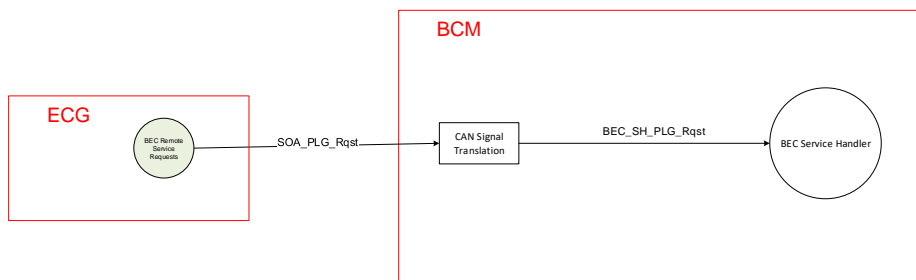 BCM
ECG
BEC Remote
Service
Requests
SOA_PLG_Rqst
CAN Signal
Translation
BEC_SH_PLG_Rqst
BEC Service Handler